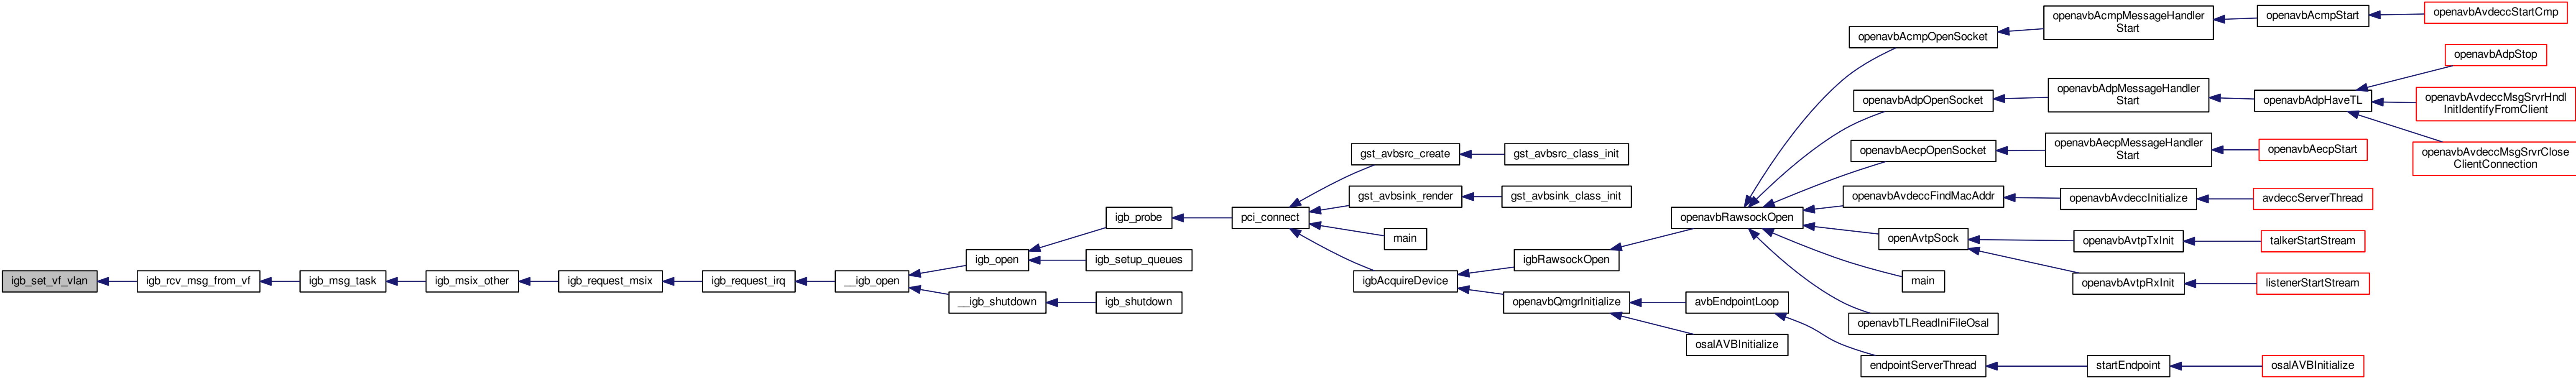 igb_set_vf_vlan
igb_rcv_msg_from_vf
igb_msg_task
igb_msix_other
igb_request_msix
igb_request_irq
__igb_open
igb_open
__igb_shutdown
igb_probe
igb_setup_queues
igb_shutdown
pci_connect
gst_avbsrc_create
gst_avbsrc_class_init
gst_avbsink_render
gst_avbsink_class_init
main
igbAcquireDevice
igbRawsockOpen
openavbQmgrInitialize
avbEndpointLoop
osalAVBInitialize
openavbRawsockOpen
openavbAcmpOpenSocket
openavbAcmpMessageHandler
Start
openavbAcmpStart
openavbAvdeccStartCmp
openavbAdpOpenSocket
openavbAdpMessageHandler
Start
openavbAdpHaveTL
openavbAdpStop
openavbAvdeccMsgSrvrHndl
InitIdentifyFromClient
openavbAvdeccMsgSrvrClose
ClientConnection
openavbAecpOpenSocket
openavbAecpMessageHandler
Start
openavbAecpStart
openavbAvdeccFindMacAddr
openavbAvdeccInitialize
avdeccServerThread
openAvtpSock
openavbAvtpTxInit
talkerStartStream
openavbAvtpRxInit
listenerStartStream
main
openavbTLReadIniFileOsal
endpointServerThread
startEndpoint
osalAVBInitialize